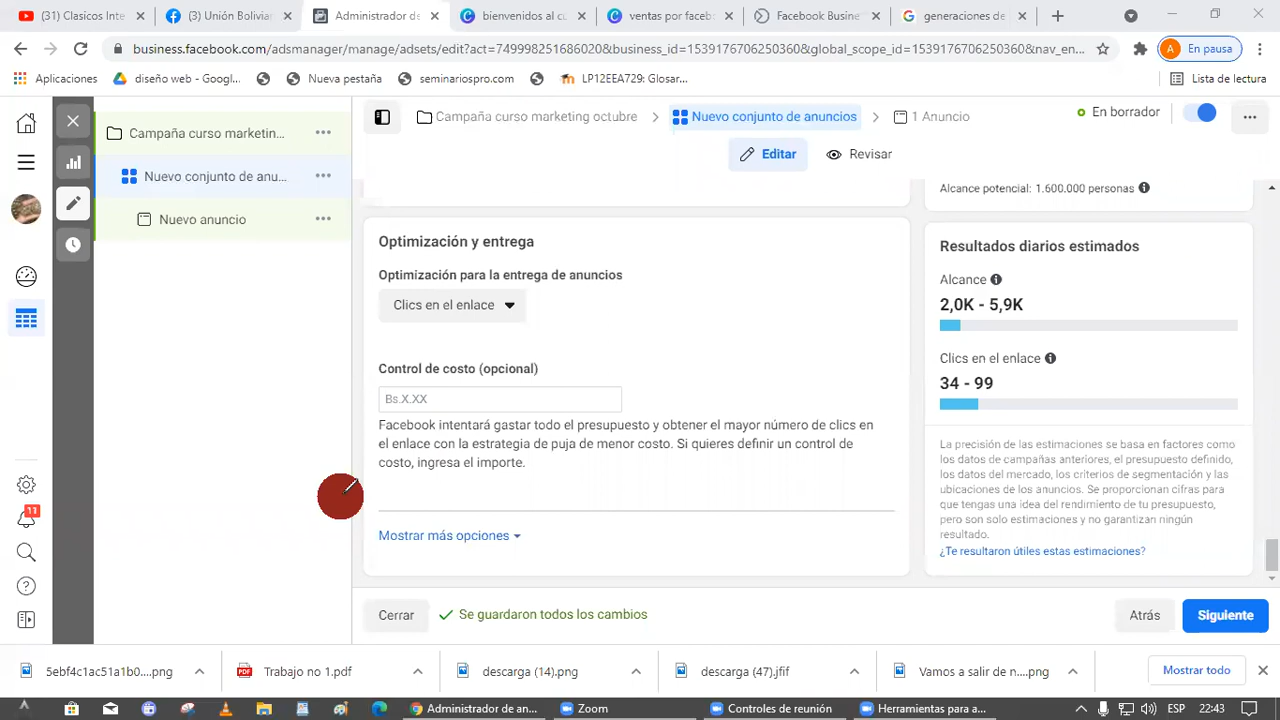 (31) Clasicos Inte
(3) Unión Bolivian
Administrador de
bienvenidos al cu
ventas por faceb
Facebook Busine
generaciones de
business.facebook.com/adsmanager/manage/adsets/edit?act=749998251686020&business_id=1539176706250360&global_scope_id=1539176706250360&nav_en...
A En pausa
Aplicaciones
diseño web - Googl...
Nueva pestaña
seminariospro.com
LP12EEA729: Glosar...
Lista de lectura
Campaña curso marketing octubre
Nuevo conjunto de anuncios
1 Anuncio
En borrador
Campaña curso marketin...
Editar
Revisar
Nuevo conjunto de anu...
Nuevo anuncio
Alcance potencial: 1.600.000 personas
Optimización y entrega
Optimización para la entrega de anuncios
Clics en el enlace
Control de costo (opcional)
Bs.X.XX
Facebook intentará gastar todo el presupuesto y obtener el mayor número de clics en
el enlace con la estrategia de puja de menor costo. Si quieres definir un control de
costo, ingresa el importe.
Mostrar más opciones
Resultados diarios estimados
Alcance
2,0K - 5,9K
Clics en el enlace
34 - 99
La precisión de las estimaciones se basa en factores como
los datos de campañas anteriores, el presupuesto definido,
los datos del mercado, los criterios de segmentación y las
ubicaciones de los anuncios. Se proporcionan cifras para
que tengas una idea del rendimiento de tu presupuesto,
pero son solo estimaciones y no garantizan ningún
resultado.
¿Te resultaron útiles estas estimaciones?
11
Cerrar
Se guardaron todos los cambios
Atrás
Siguiente
5ebf4c1ac51a1b0....png
Trabajo no 1.pdf
descarga (14).png
descarga (47).jfif
Vamos a salir de n....png
Mostrar todo
Administrador de an...
Zoom
Controles de reunión
Herramientas para a...
ESP
22:43